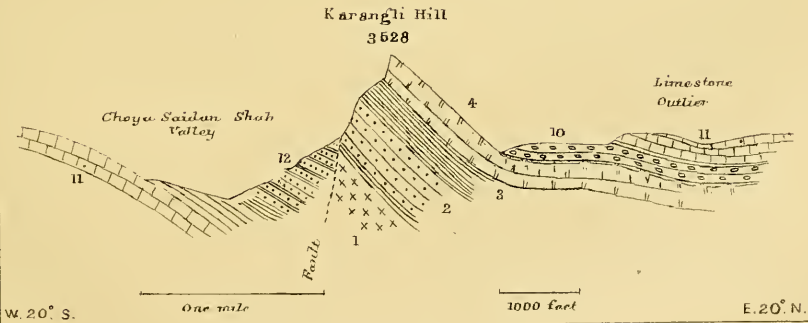 Karangli Hill
3528
Limestone
Outlier
Choya Saidan Shah
Valley
4
10
11
12
11
2
3
1
Fault
One mile
1000 feet
W. 20° S.
E. 20° N.